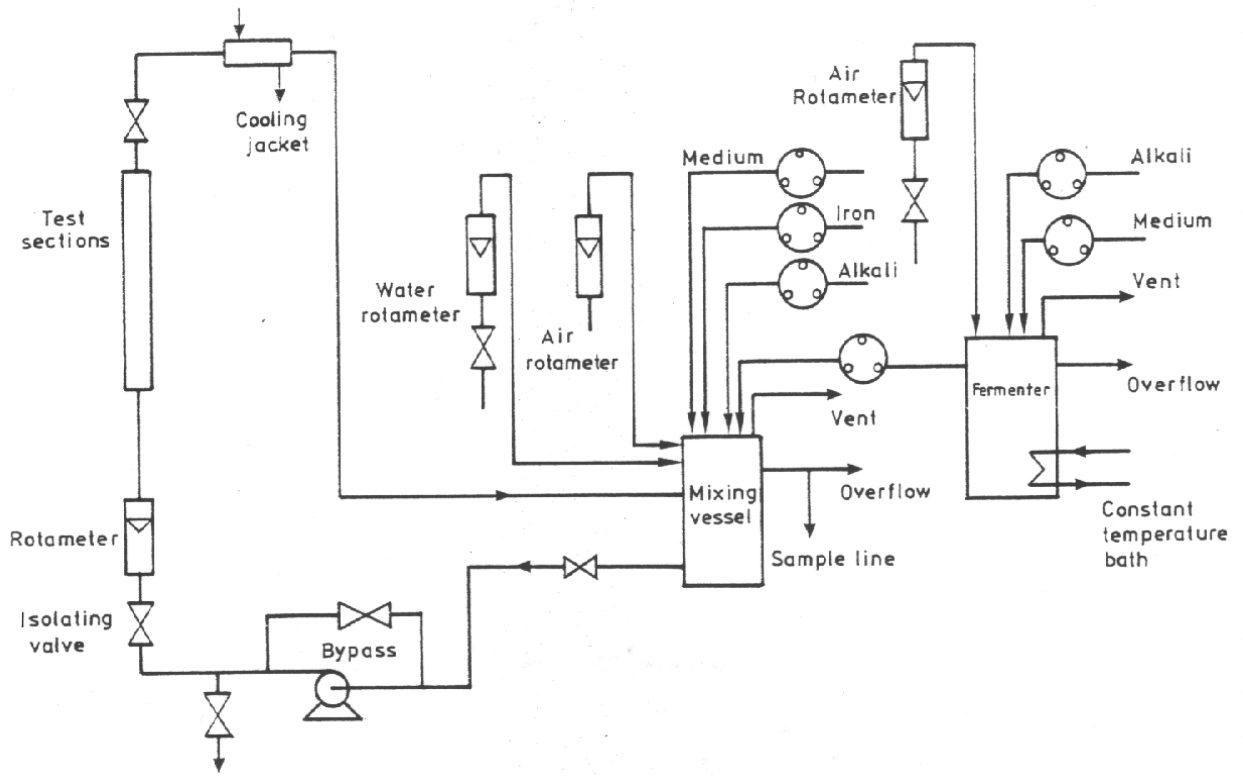 Cooling
jacket
Air
Rotameter
Medium
Alkali
Test
sections
Iron
Medium
Water
rotometer
Air
rotameter
Alkali
Vent
Fermenter
Overflow
Vent
Mixing
vessel
Overflow
Constant
temperature
bath
Sample line
Rotameter
Isolating
valve
Bypass